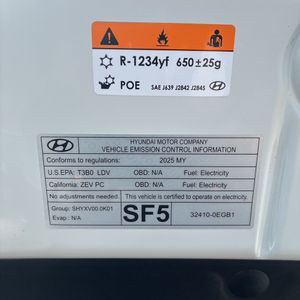 R-1234yf 650±25g
POE SAE J639 J2842 J2845
HYUNDAI MOTOR COMPANY
VEHICLE EMISSION CONTROL INFORMATION
Conforms to regulations: 2025 MY
U.S.EPA: T3B0 LDV OBD: N/A Fuel: Electricity
California: ZEV PC OBD: N/A Fuel: Electricity
No adjustments needed. This vehicle is certified to operate on electricity.
Group: SHYXV00.0K01
Evap : N/A
SF5
32410-0EGB1